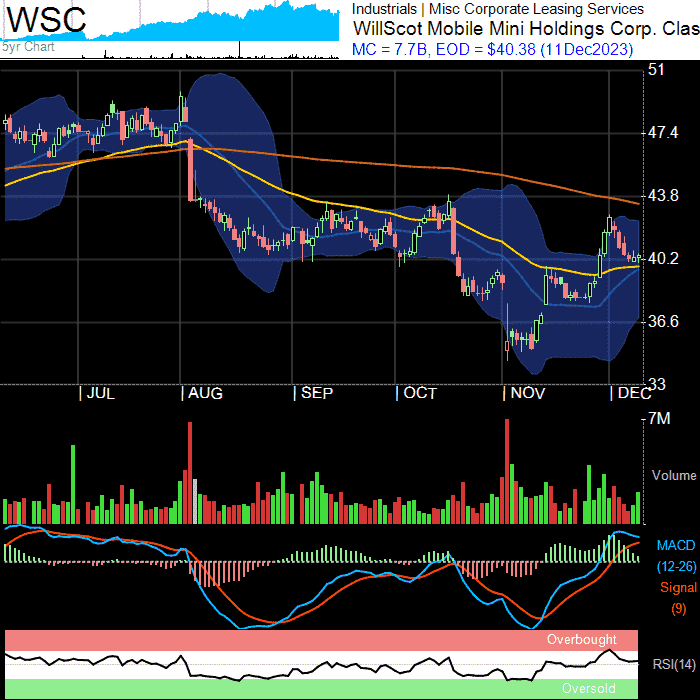 WSC
5yr Chart
Industrials | Misc Corporate Leasing Services
WillScot Mobile Mini Holdings Corp. Clas
MC = 7.7B, EOD = $40.38 (11Dec2023)
51
47.4
43.8
40.2
36.6
33
JUL AUG SEP OCT NOV DEC
7M
Volume
MACD
(12-26)
Signal
(9)
Overbought
RSI(14)
Oversold